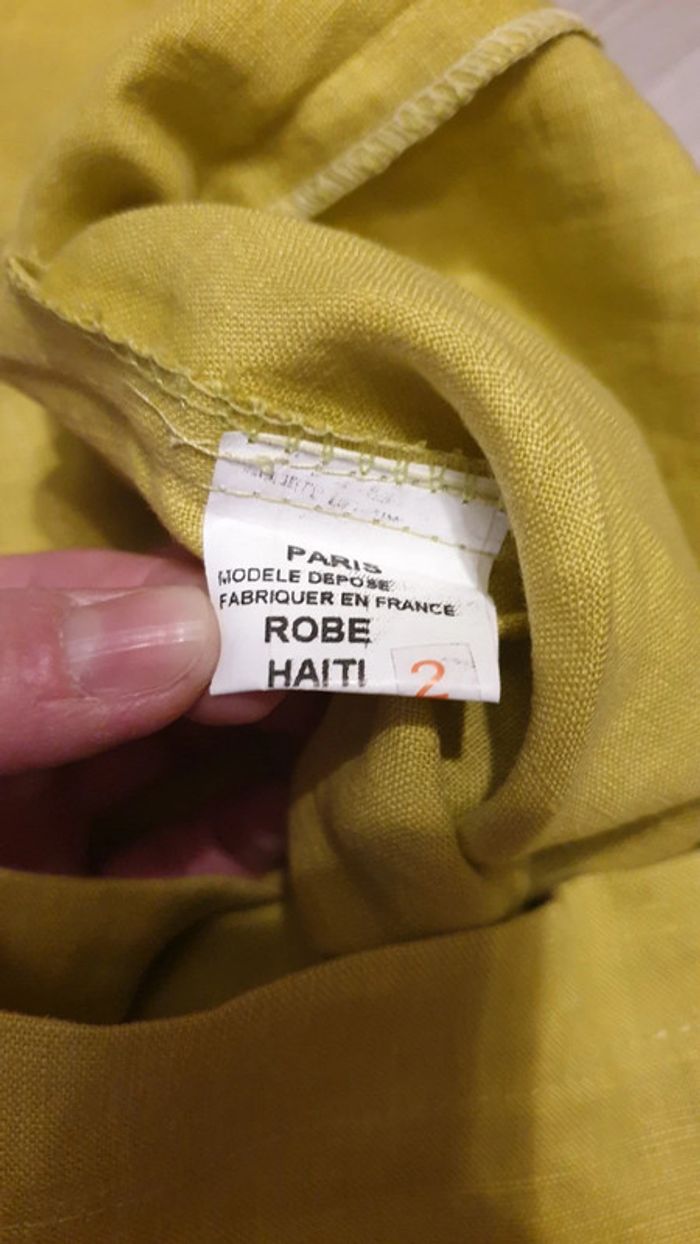 PARIS
MODELE DEPOSE
FABRIQUER EN FRANCE
ROBE
HAITI 2